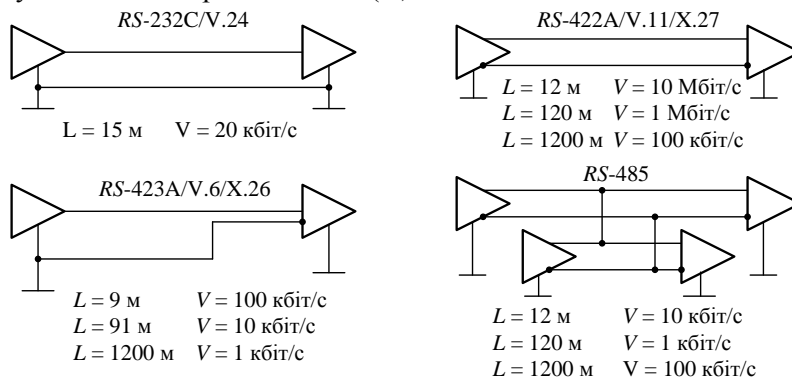 RS-232C/V.24
L = 15 м V = 20 кбіт/с
RS-422A/V.11/X.27
L = 12 м V = 10 Мбіт/с
L = 120 м V = 1 Мбіт/с
L = 1200 м V = 100 кбіт/с
RS-423A/V.6/X.26
L = 9 м V = 100 кбіт/с
L = 91 м V = 10 кбіт/с
L = 1200 м V = 1 кбіт/с
RS-485
L = 12 м V = 10 кбіт/с
L = 120 м V = 1 кбіт/с
L = 1200 м V = 100 кбіт/с